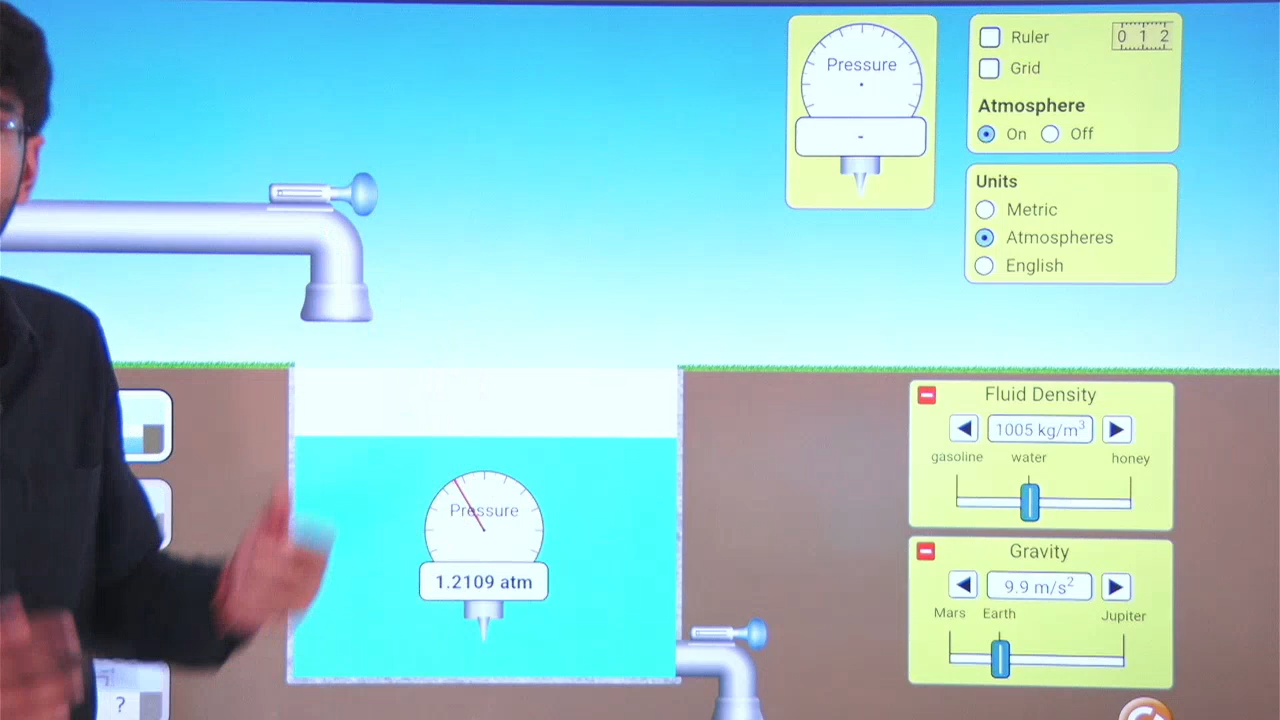 Pressure
-
Ruler
0 1 2
Grid
Atmosphere
On Off
Units
Metric
Atmospheres
English
Pressure
1.2109 atm
Fluid Density
1005 kg/m³
gasoline water honey
Gravity
9.9 m/s²
Mars Earth Jupiter
?